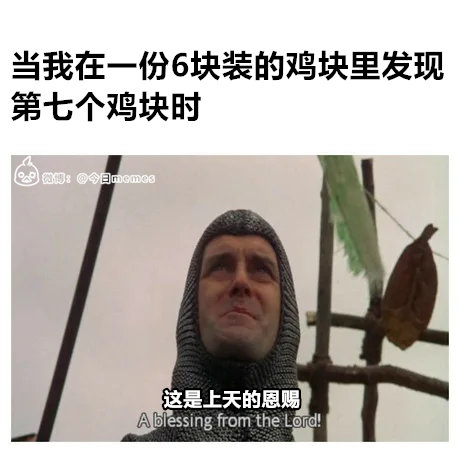 当我在一份6块装的鸡块里发现
第七个鸡块时
微博：@今日memes
这是上天的恩赐
A blessing from the Lord!